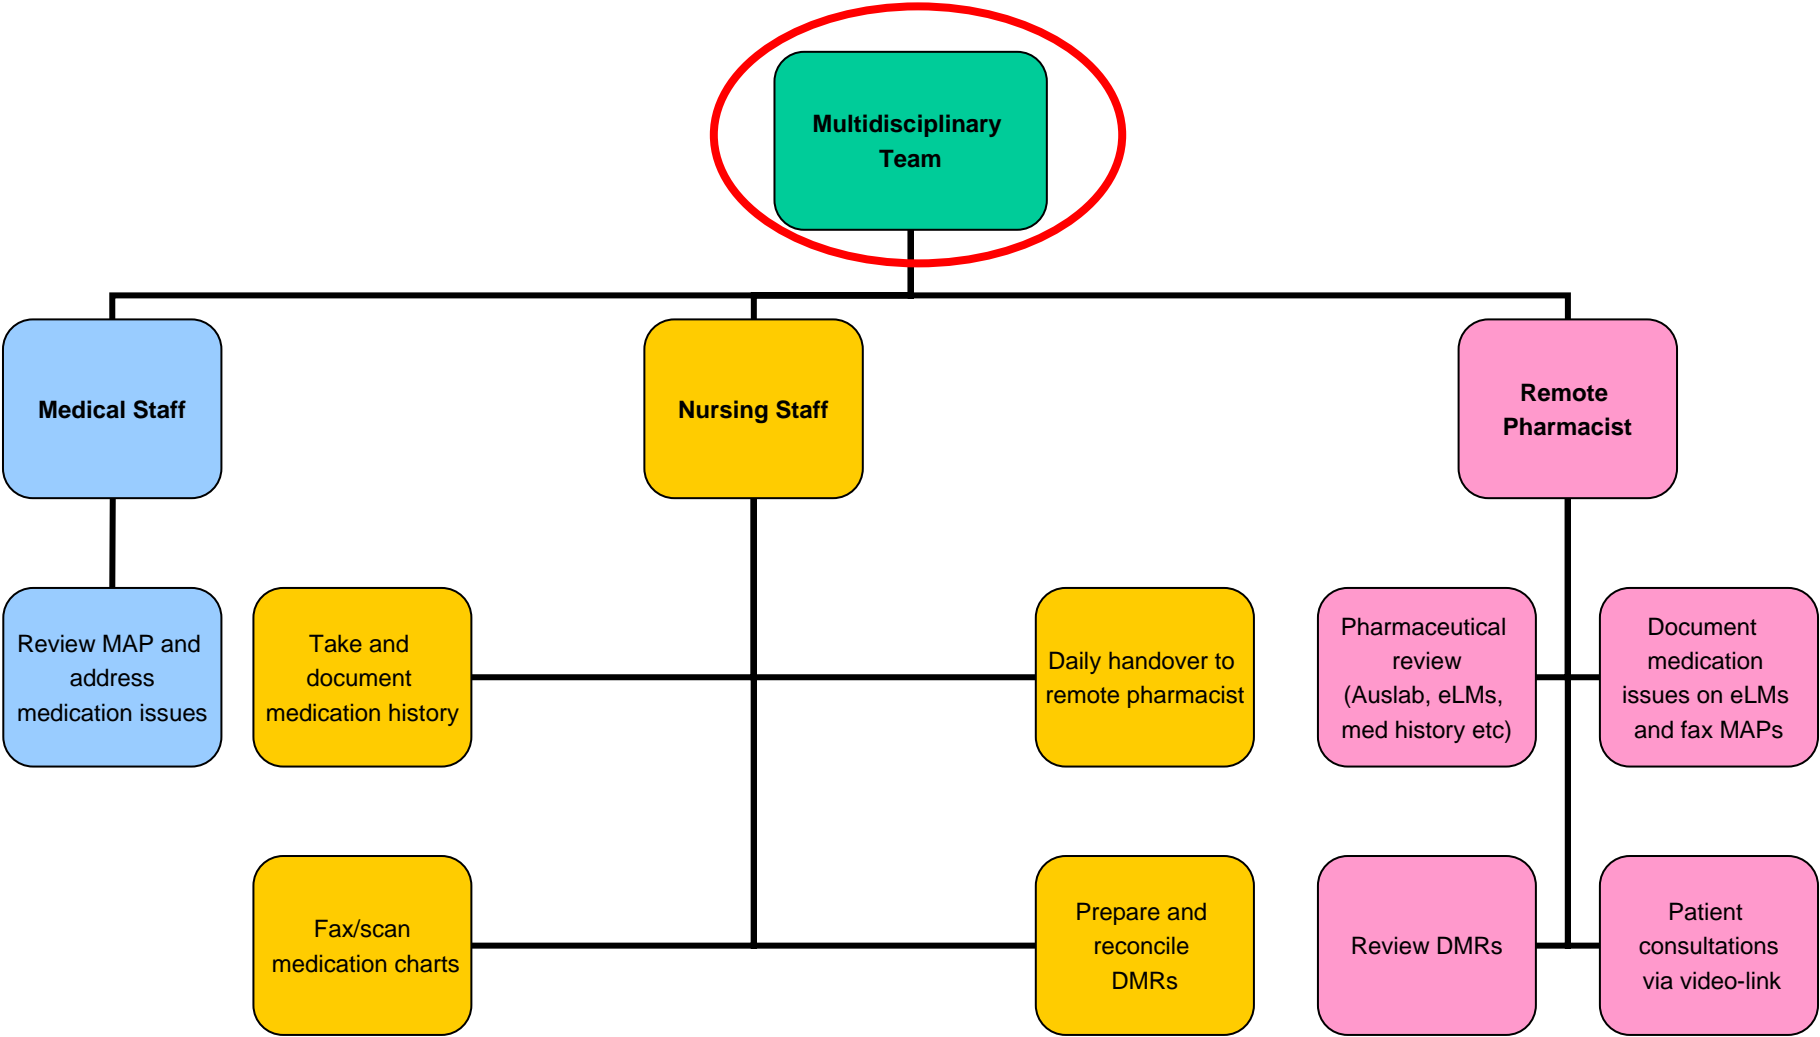 Multidisciplinary
Team
Medical Staff
Nursing Staff
Remote
Pharmacist
Review MAP and
address
medication issues
Take and
document
medication history
Daily handover to
remote pharmacist
Pharmaceutical
review
(Auslab, eLMs,
med history etc)
Document
medication
issues on eLMs
and fax MAPs
Fax/scan
medication charts
Prepare and
reconcile
DMRs
Review DMRs
Patient
consultations
via video-link